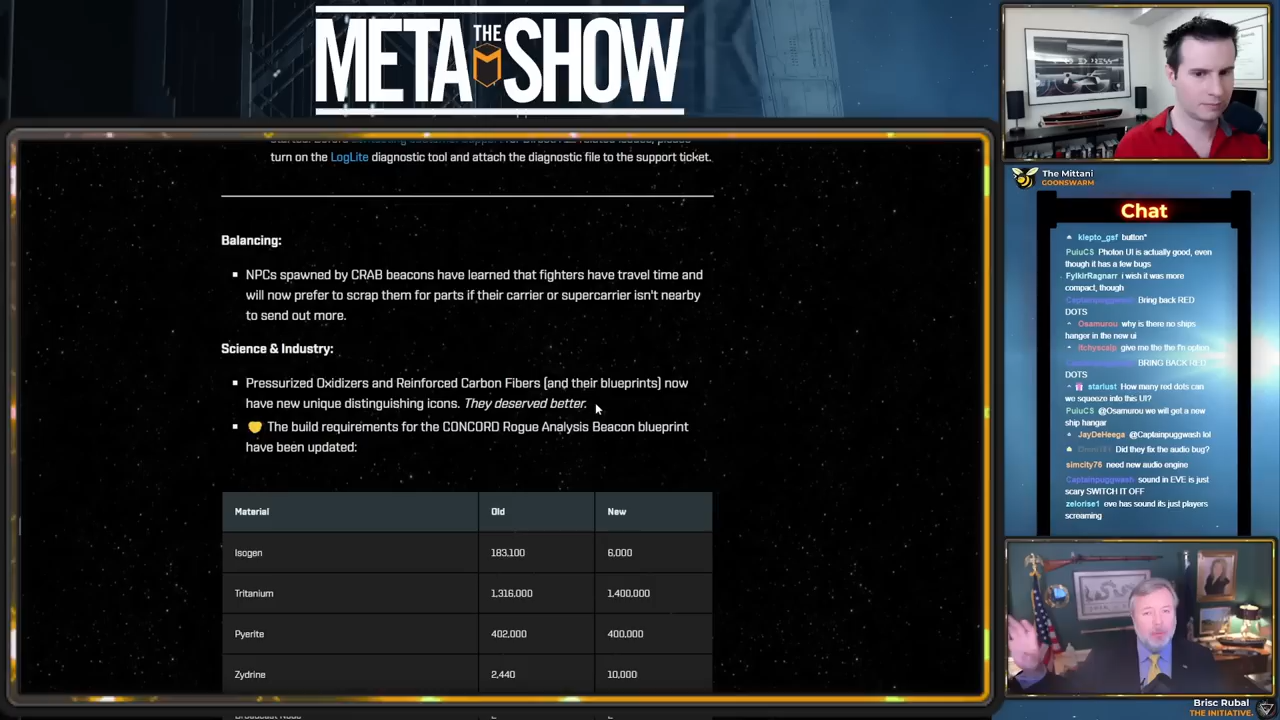 META THE SHOW
turn on the LogLite diagnostic tool and attach the diagnostic file to the support ticket.
Balancing:
NPCs spawned by CRAB beacons have learned that fighters have travel time and
will now prefer to scrap them for parts if their carrier or supercarrier isn't nearby
to send out more.
Science & Industry:
Pressurized Oxidizers and Reinforced Carbon Fibers (and their blueprints) now
have new unique distinguishing icons. They deserved better.
The build requirements for the CONCORD Rogue Analysis Beacon blueprint
have been updated:
Material Old New
Isogen 183,100 6,000
Tritanium 1,316,000 1,400,000
Pyerite 402,000 400,000
Zydrine 2,440 10,000
The Mittani
GOONSWARM
Chat
klepto_gsf button*
PuluCS Photon UI is actually good, even
though it has a few bugs
FylkirRagnarr i wish it was more
compact, though
Captainpuggwash Bring back RED
DOTS
Osamurou why is there no ships
hangor in the new ui
itchyscalp give me the the f'n option
Captainpuggwash BRING BACK RED
DOTS
starlust How many red dots can
we squeeze into this UI?
PuluCS @Osamurou we will get a new
ship hangar
JayDeHeega @Captainpuggwash lol
Did they fix the audio bug?
simcity76 need new audio engine
Captainpuggwash sound in EVE is just
scary SWITCH IT OFF
zelorise1 eve has sound its just players
screaming
Brisc Rubal
THE INITIATIVE.